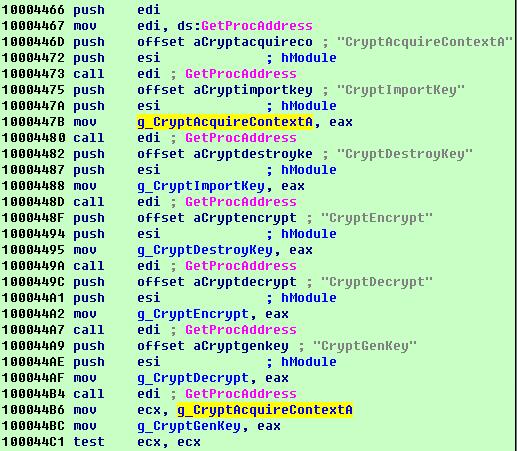 10004466 push edi
10004467 mov edi, ds:GetProcAddress
1000446D push offset aCryptacquireco ; "CryptAcquireContextA"
10004472 push esi ; hModule
10004473 call edi ; GetProcAddress
10004475 push offset aCryptimportkey ; "CryptImportKey"
1000447A push esi ; hModule
1000447B mov g_CryptAcquireContextA, eax
10004480 call edi ; GetProcAddress
10004482 push offset aCryptdestroyke ; "CryptDestroyKey"
10004487 push esi ; hModule
10004488 mov g_CryptImportKey, eax
1000448D call edi ; GetProcAddress
1000448F push offset aCryptencrypt ; "CryptEncrypt"
10004494 push esi ; hModule
10004495 mov g_CryptDestroyKey, eax
1000449A call edi ; GetProcAddress
1000449C push offset aCryptdecrypt ; "CryptDecrypt"
100044A1 push esi ; hModule
100044A2 mov g_CryptEncrypt, eax
100044A7 call edi ; GetProcAddress
100044A9 push offset aCryptgenkey ; "CryptGenKey"
100044AE push esi ; hModule
100044AF mov g_CryptDecrypt, eax
100044B4 call edi ; GetProcAddress
100044B6 mov ecx, g_CryptAcquireContextA
100044BC mov g_CryptGenKey, eax
100044C1 test ecx, ecx